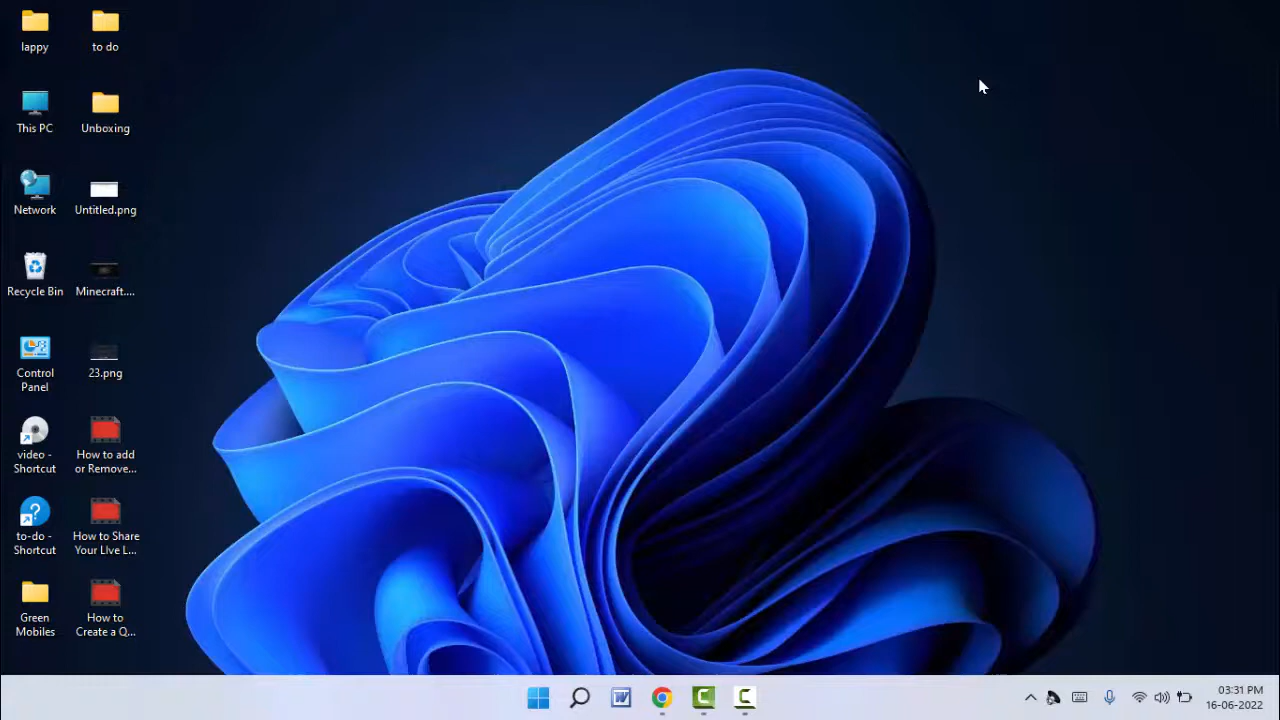 lappy
to do
This PC
Unboxing
Network
Untitled.png
Recycle Bin
Minecraft....
Control
Panel
23.png
video -
Shortcut
How to add
or Remove...
to-do -
Shortcut
How to Share
Your LIve L...
Green
Mobiles
How to
Create a Q...
03:31 PM
16-06-2022